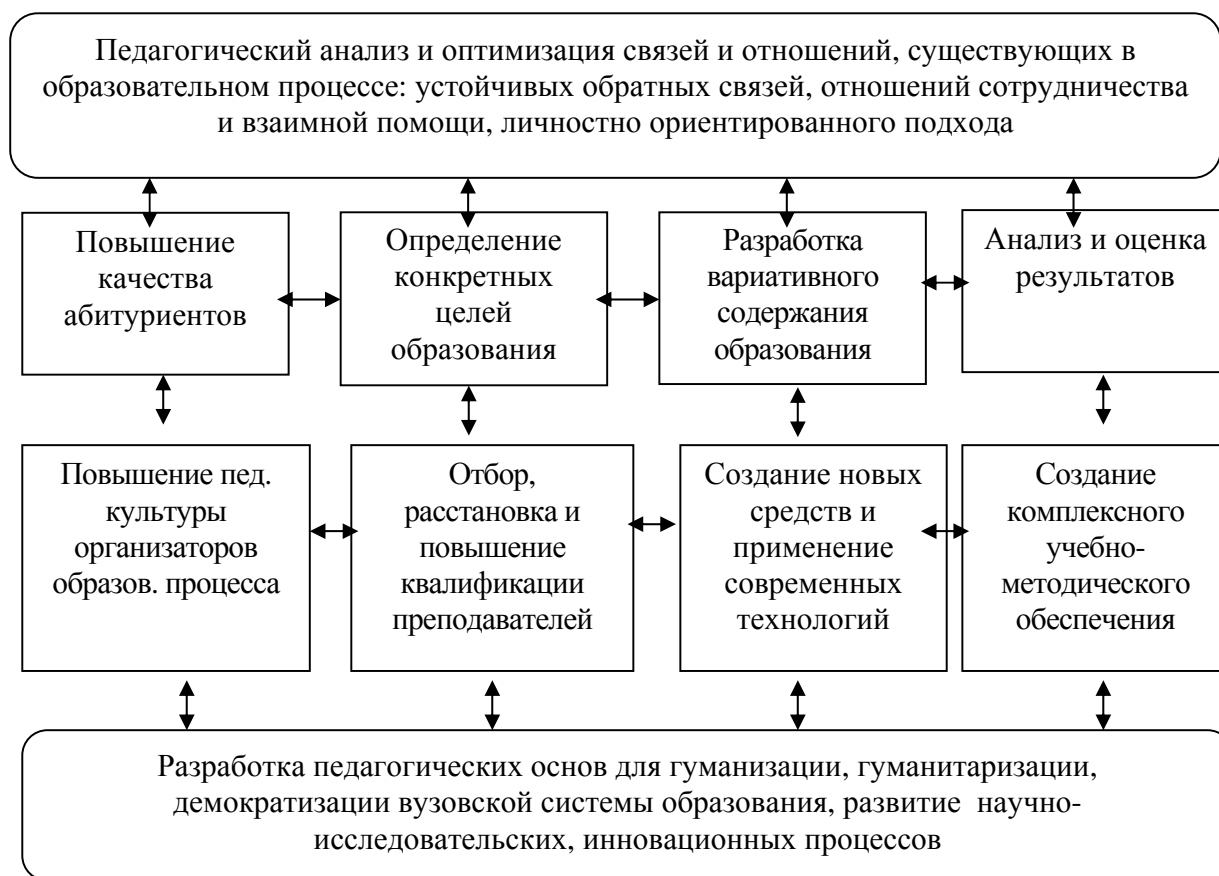 Педагогический анализ и оптимизация связей и отношений, существующих в
образовательном процессе: устойчивых обратных связей, отношений сотрудничества
и взаимной помощи, личностно ориентированного подхода
Повышение
качества
абитуриентов
Определение
конкретных
целей
образования
Разработка
вариативного
содержания
образования
Анализ и оценка
результатов
Повышение пед.
культуры
организаторов
образов. процесса
Отбор,
расстановка и
повышение
квалификации
преподавателей
Создание новых
средств и
применение
современных
технологий
Создание
комплексного
учебно-
методического
обеспечения
Разработка педагогических основ для гуманизации, гуманитаризации,
демократизации вузовской системы образования, развитие научно-
исследовательских, инновационных процессов